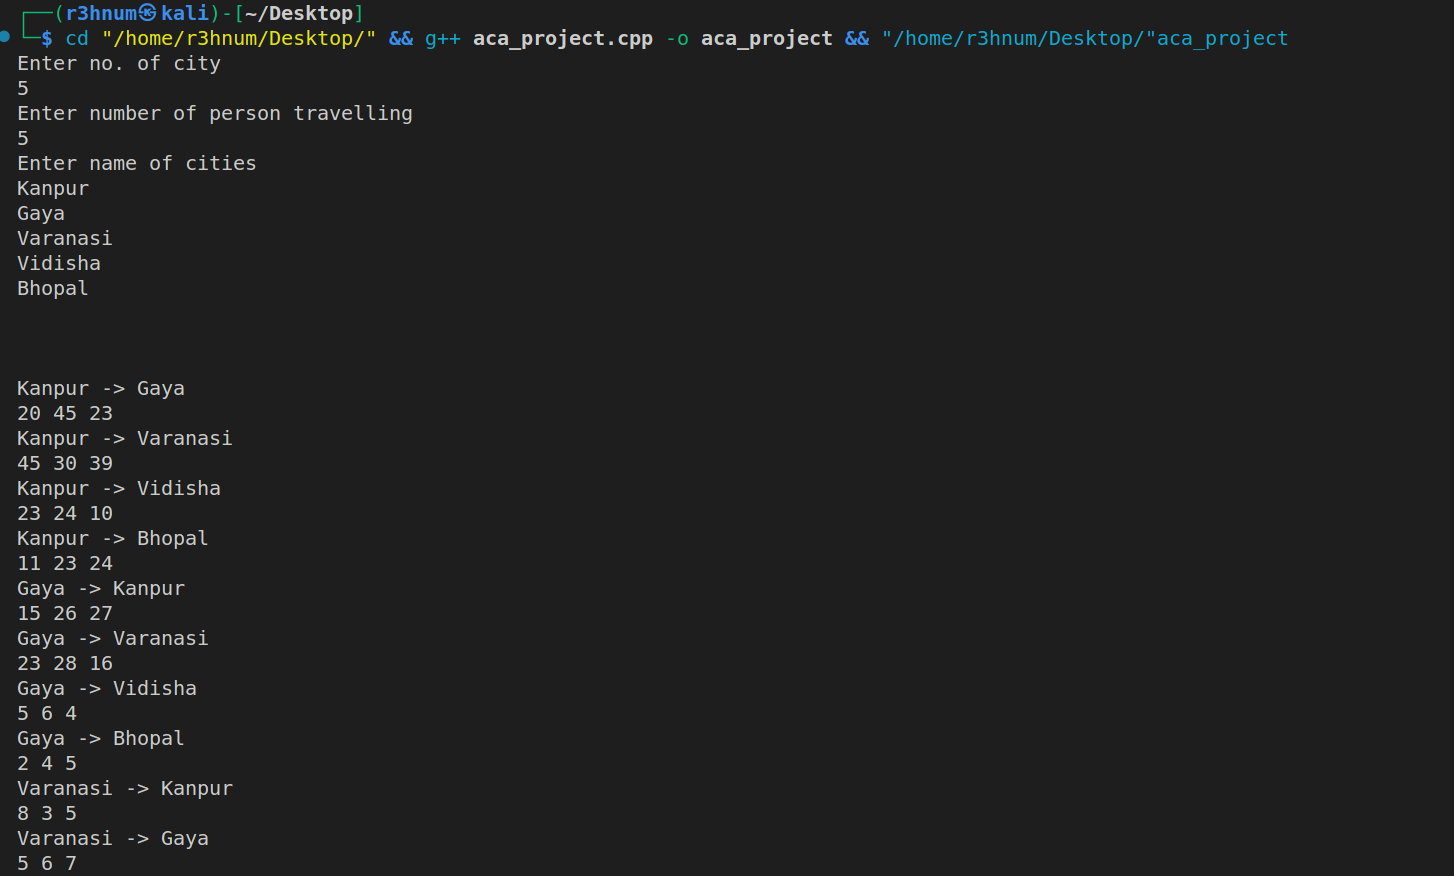 ┌──(r3hnum㉿kali)-[~/Desktop]
└─$ cd "/home/r3hnum/Desktop/" && g++ aca_project.cpp -o aca_project && "/home/r3hnum/Desktop/"aca_project
Enter no. of city
5
Enter number of person travelling
5
Enter name of cities
Kanpur
Gaya
Varanasi
Vidisha
Bhopal
Kanpur -> Gaya
20 45 23
Kanpur -> Varanasi
45 30 39
Kanpur -> Vidisha
23 24 10
Kanpur -> Bhopal
11 23 24
Gaya -> Kanpur
15 26 27
Gaya -> Varanasi
23 28 16
Gaya -> Vidisha
5 6 4
Gaya -> Bhopal
2 4 5
Varanasi -> Kanpur
8 3 5
Varanasi -> Gaya
5 6 7